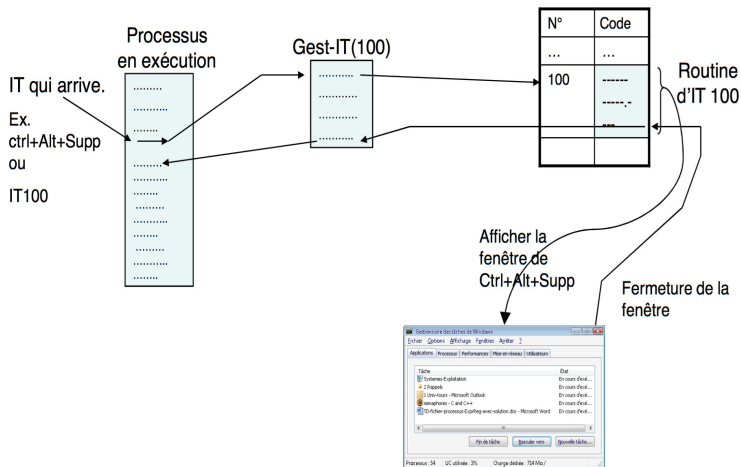 Processus
en exécution
Gest-IT(100)
N° Code
... ...
100
Routine
d'IT 100
IT qui arrive.
Ex.
ctrl+Alt+Supp
ou
IT100
Afficher la
fenêtre de
Ctrl+Alt+Supp
Fermeture de la
fenêtre
Gestionnaire des tâches de Windows
Fichier Options Affichage Fenêtres Arrêter ?
Applications Processus Performances Mise en réseau Utilisateurs
Tâche État
Systemes-Exploitation En cours d'exé...
2 Rappels En cours d'exé...
1 Univ-tours - Microsoft Outlook En cours d'exé...
semaphores - C and C++ En cours d'exé...
TD-fichier-processus-ExprReg-avec-solution.doc - Microsoft Word En cours d'exé...
Fin de tâche Basculer vers Nouvelle tâche...
Processus : 54 UC utilisée : 3% Charge dédiée : 714 Mo /